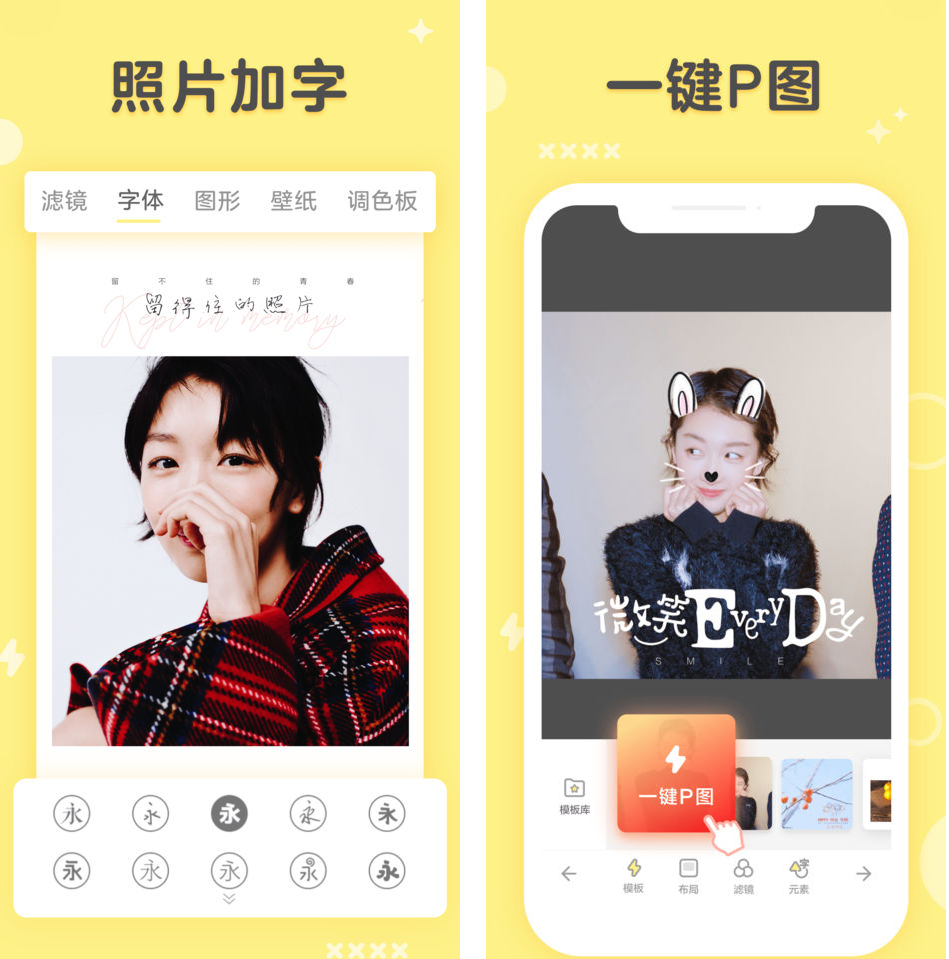 照片加字
滤镜 字体 图形 壁纸 调色板
留不住的青春
留得住的照片
Kept in memory
永 永 永 永 永
永 永 永 永 永
一键P图
微笑EveryDay
SMILE
模板库
一键P图
模板 布局 滤镜 元素